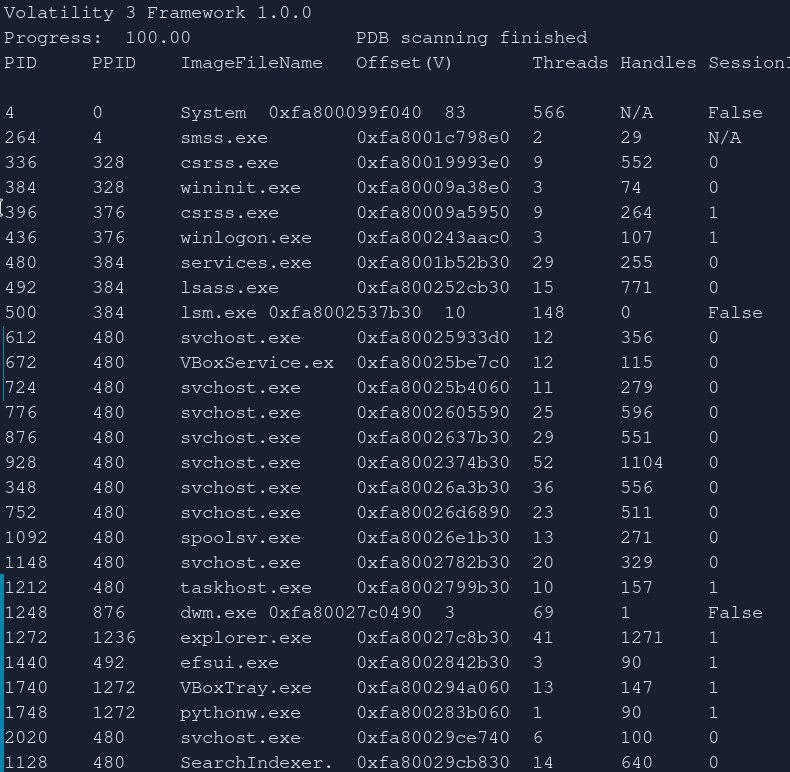 Volatility 3 Framework 1.0.0
Progress:  100.00               PDB scanning finished
PID     PPID    ImageFileName   Offset(V)       Threads Handles SessionI
4       0       System  0xfa800099f040  83      566     N/A     False
264     4       smss.exe        0xfa8001c798e0  2       29      N/A
336     328     csrss.exe       0xfa80019993e0  9       552     0
384     328     wininit.exe     0xfa80009a38e0  3       74      0
396     376     csrss.exe       0xfa80009a5950  9       264     1
436     376     winlogon.exe    0xfa800243aac0  3       107     1
480     384     services.exe    0xfa8001b52b30  29      255     0
492     384     lsass.exe       0xfa800252cb30  15      771     0
500     384     lsm.exe 0xfa8002537b30  10      148     0       False
612     480     svchost.exe     0xfa80025933d0  12      356     0
672     480     VBoxService.ex  0xfa80025be7c0  12      115     0
724     480     svchost.exe     0xfa80025b4060  11      279     0
776     480     svchost.exe     0xfa8002605590  25      596     0
876     480     svchost.exe     0xfa8002637b30  29      551     0
928     480     svchost.exe     0xfa8002374b30  52      1104    0
348     480     svchost.exe     0xfa80026a3b30  36      556     0
752     480     svchost.exe     0xfa80026d6890  23      511     0
1092    480     spoolsv.exe     0xfa80026e1b30  13      271     0
1148    480     svchost.exe     0xfa8002782b30  20      329     0
1212    480     taskhost.exe    0xfa8002799b30  10      157     1
1248    876     dwm.exe 0xfa80027c0490  3       69      1       False
1272    1236    explorer.exe    0xfa80027c8b30  41      1271    1
1440    492     efsui.exe       0xfa8002842b30  3       90      1
1740    1272    VBoxTray.exe    0xfa800294a060  13      147     1
1748    1272    pythonw.exe     0xfa800283b060  1       90      1
2020    480     svchost.exe     0xfa80029ce740  6       100     0
1128    480     SearchIndexer.  0xfa80029cb830  14      640     0